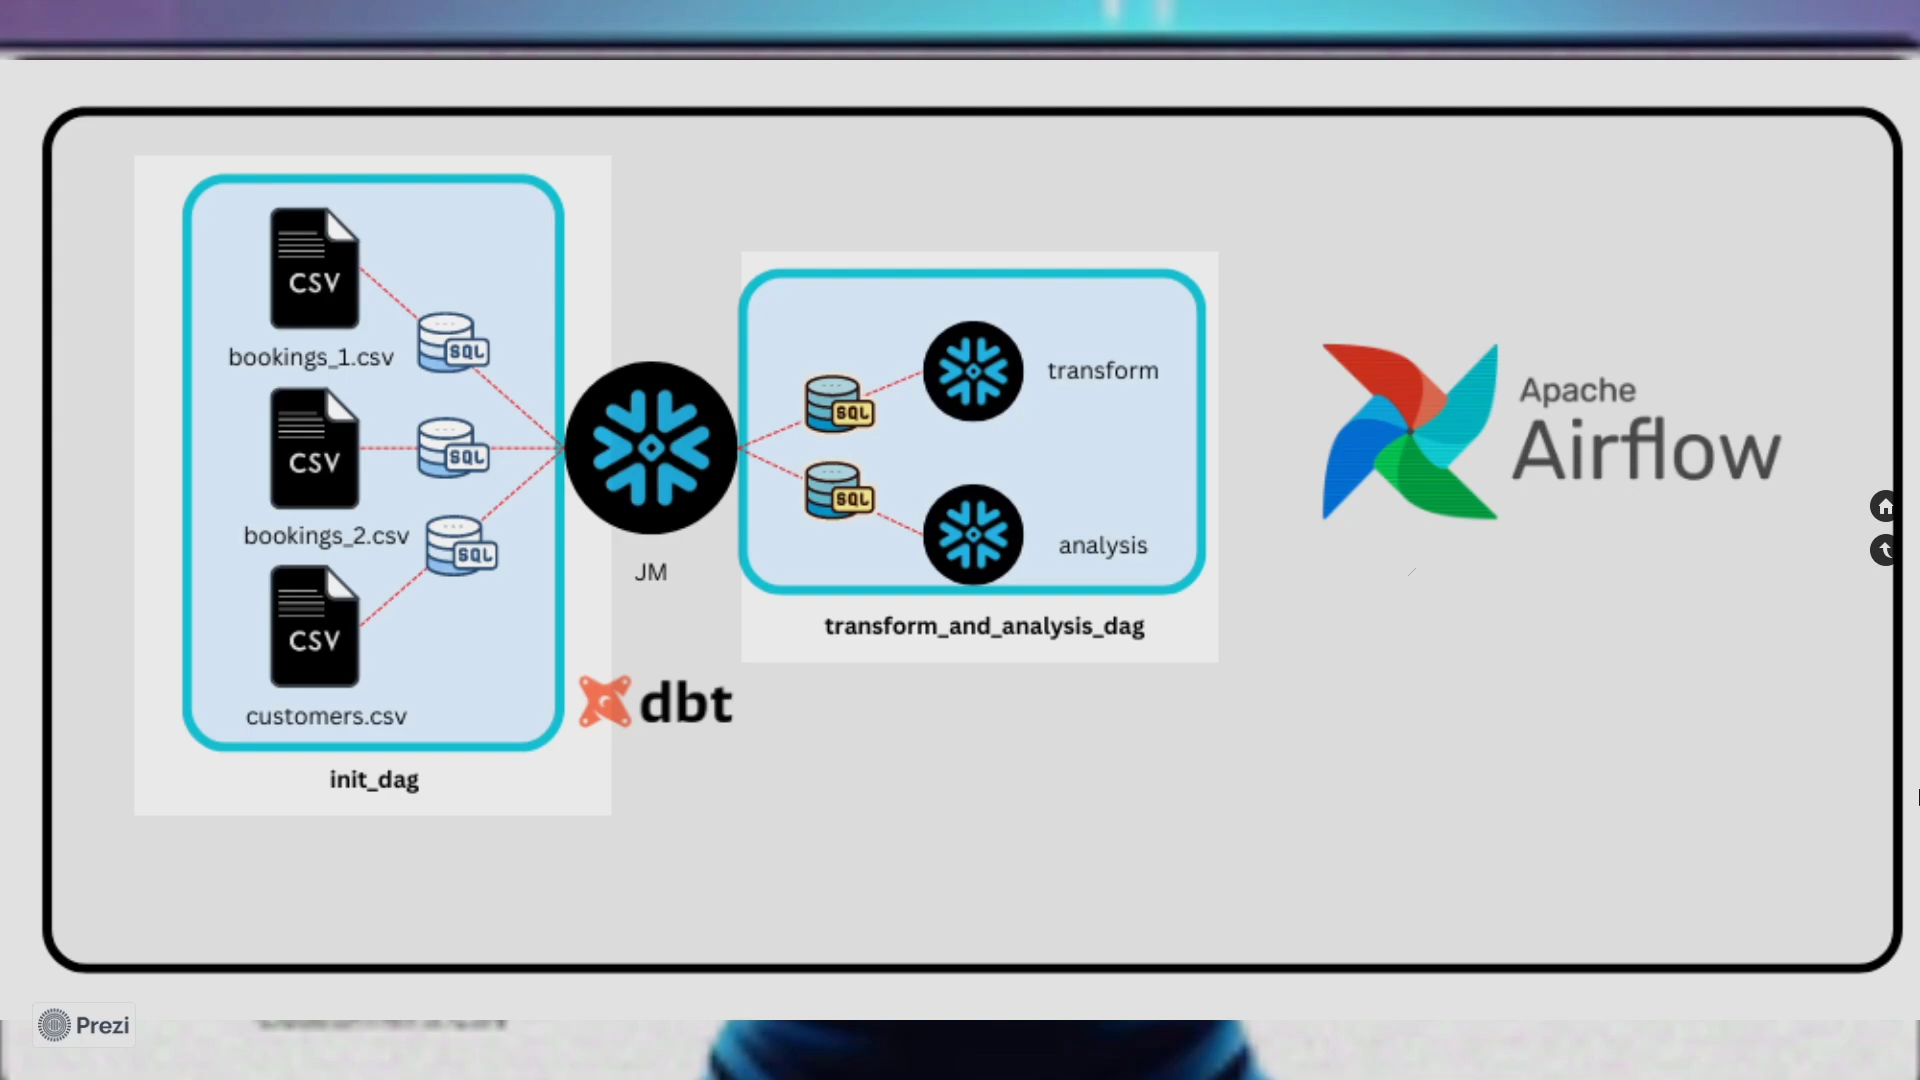 CSV
SQL
bookings_1.csv
CSV
SQL
bookings_2.csv
SQL
CSV
customers.csv
init_dag
JM
dbt
SQL
transform
SQL
analysis
transform_and_analysis_dag
Apache
Airflow
Prezi